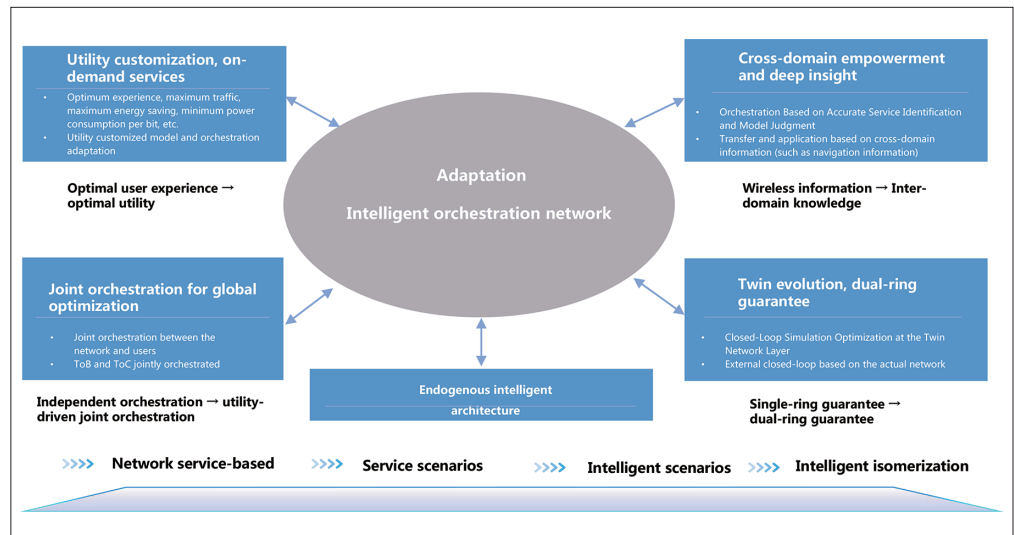 Utility customization, on-
demand services
• Optimum experience, maximum traffic,
maximum energy saving, minimum power
consumption per bit, etc.
• Utility customized model and orchestration
adaptation
Optimal user experience →
optimal utility
Cross-domain empowerment
and deep insight
• Orchestration Based on Accurate Service Identification
and Model Judgment
• Transfer and application based on cross-domain
information (such as navigation information)
Wireless information → Inter-
domain knowledge
Adaptation
Intelligent orchestration network
Joint orchestration for global
optimization
• Joint orchestration between the
network and users
• ToB and ToC jointly orchestrated
Independent orchestration → utility-
driven joint orchestration
Endogenous intelligent
architecture
Twin evolution, dual-ring
guarantee
• Closed-Loop Simulation Optimization at the Twin
Network Layer
• External closed-loop based on the actual network
Single-ring guarantee →
dual-ring guarantee
Network service-based
Service scenarios
Intelligent scenarios
Intelligent isomerization